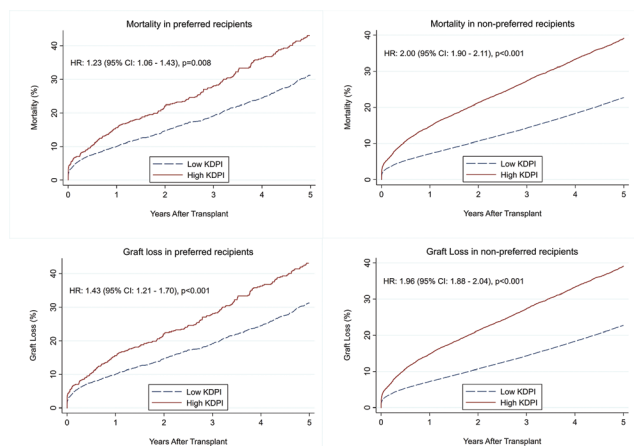 Mortality in preferred recipients
HR: 1.23 (95% CI: 1.06 - 1.43), p=0.008
Mortality (%)
0 10 20 30 40
Low KDPI
High KDPI
0 1 2 3 4 5
Years After Transplant
Mortality in non-preferred recipients
HR: 2.00 (95% CI: 1.90 - 2.11), p<0.001
Mortality (%)
0 10 20 30 40
Low KDPI
High KDPI
0 1 2 3 4 5
Years After Transplant
Graft loss in preferred recipients
HR: 1.43 (95% CI: 1.21 - 1.70), p<0.001
Graft Loss (%)
0 10 20 30 40
Low KDPI
High KDPI
0 1 2 3 4 5
Years After Transplant
Graft Loss in non-preferred recipients
HR: 1.96 (95% CI: 1.88 - 2.04), p<0.001
Graft Loss (%)
0 10 20 30 40
Low KDPI
High KDPI
0 1 2 3 4 5
Years After Transplant